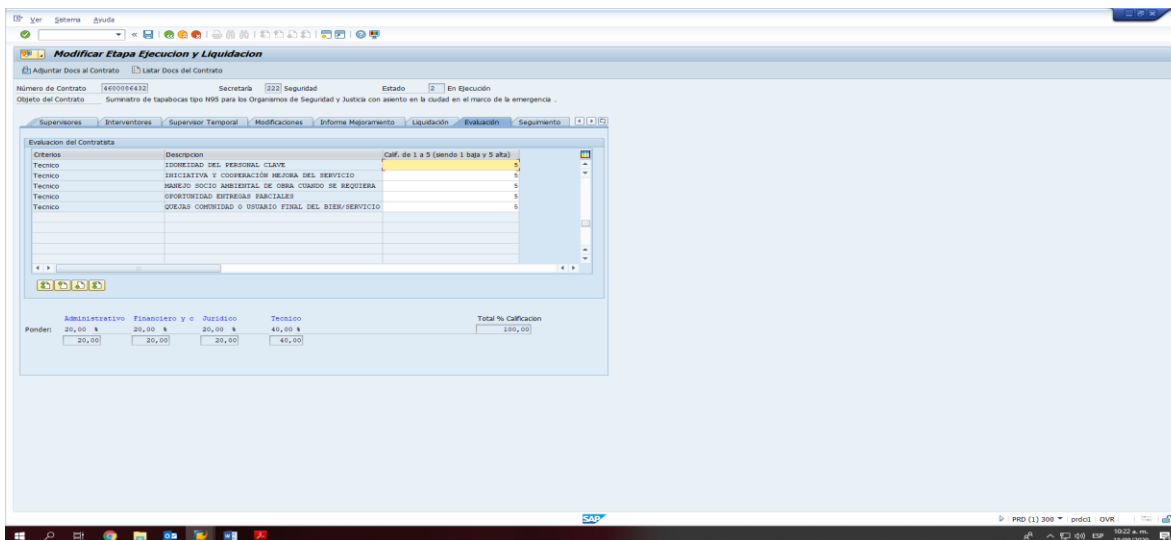 Ver Sistema Ayuda
Modificar Etapa Ejecucion y Liquidacion
Adjuntar Docs al Contrato Listar Docs del Contrato
Número de Contrato 4600086432 Secretaría 222 Seguridad Estado 2 En Ejecución
Objeto del Contrato Suministro de tapabocas tipo N95 para los Organismos de Seguridad y Justicia con asiento en la ciudad en el marco de la emergencia .
Supervisores Interventores Supervisor Temporal Modificaciones Informe Mejoramiento Liquidación Evaluación Seguimiento
Evaluacion del Contratista
Criterios Descripcion Calif. de 1 a 5 (siendo 1 baja y 5 alta)
Tecnico IDONEIDAD DEL PERSONAL CLAVE 5
Tecnico INICIATIVA Y COOPERACIÓN MEJORA DEL SERVICIO 5
Tecnico MANEJO SOCIO AMBIENTAL DE OBRA CUANDO SE REQUIERA 5
Tecnico OPORTUNIDAD ENTREGAS PARCIALES 5
Tecnico QUEJAS COMUNIDAD O USUARIO FINAL DEL BIEN/SERVICIO 5
Administrativo Financiero y c Juridico Tecnico Total % Calificacion
Ponder: 20,00 % 20,00 % 20,00 % 40,00 % 100,00
20,00 20,00 20,00 40,00
SAP
PRD (1) 300 prdci1 OVR
ESP 10:22 a. m.